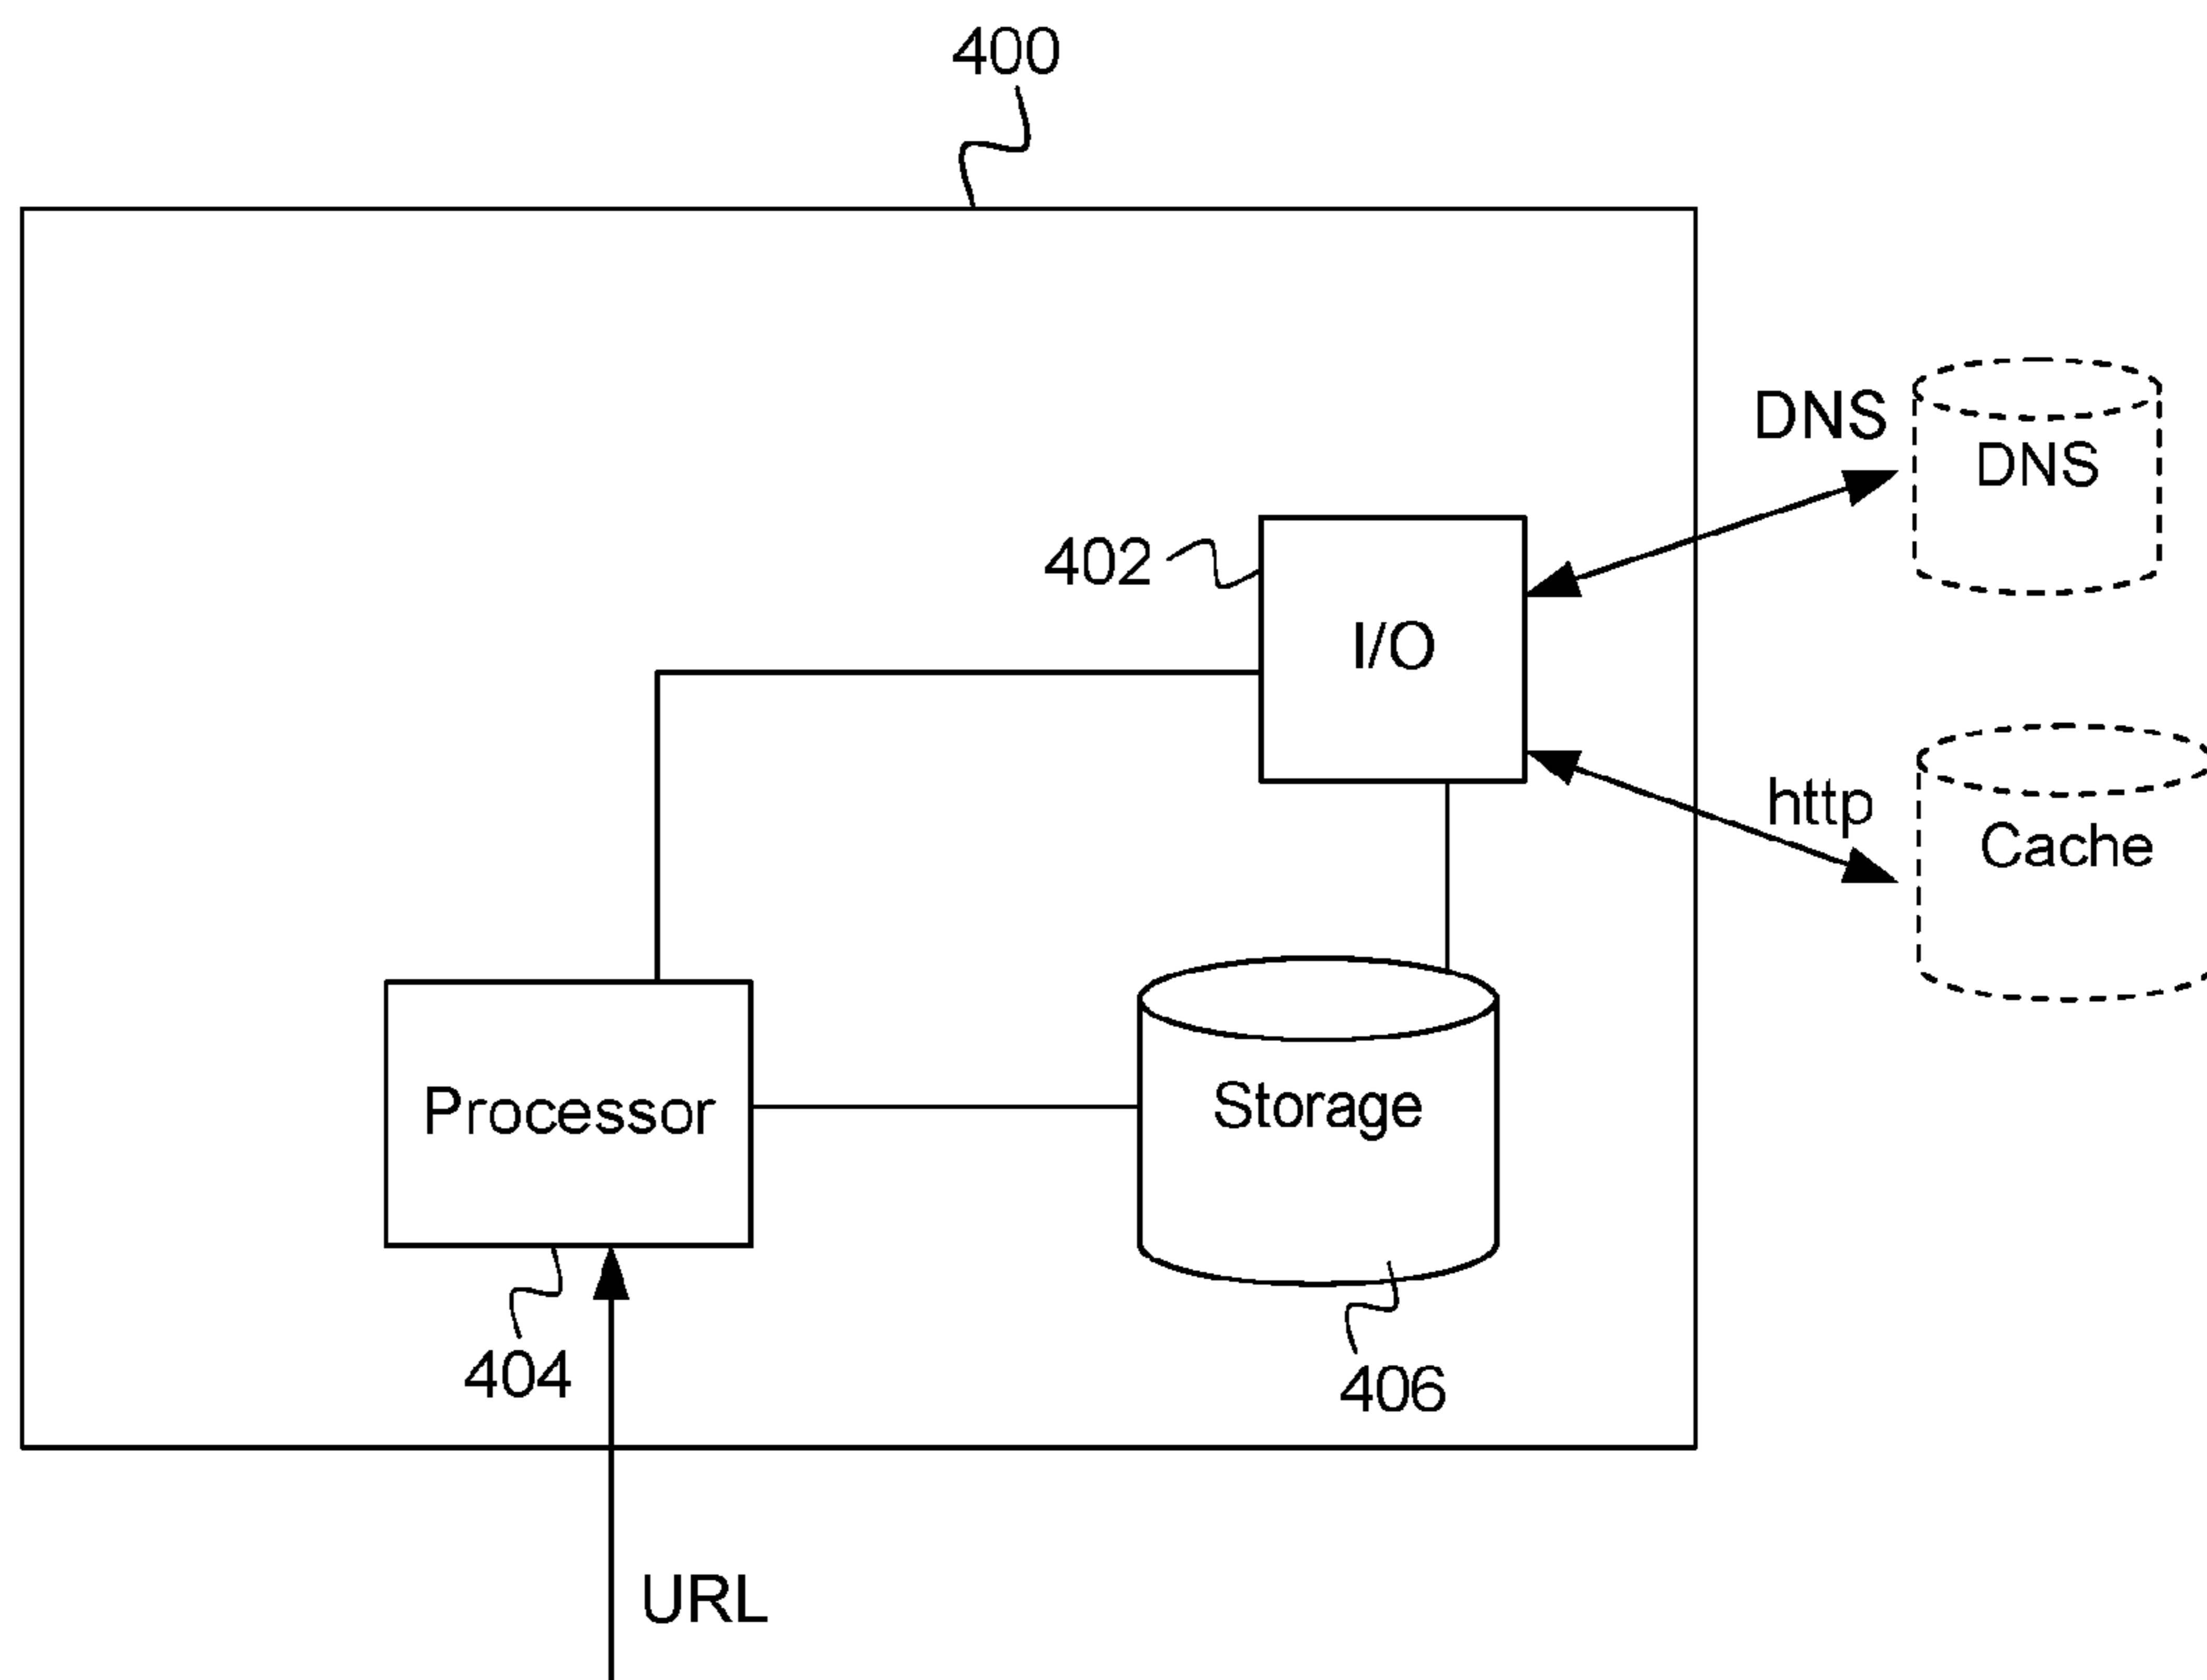 400
DNS
DNS
402
I/O
http
Cache
Processor
Storage
404
406
URL